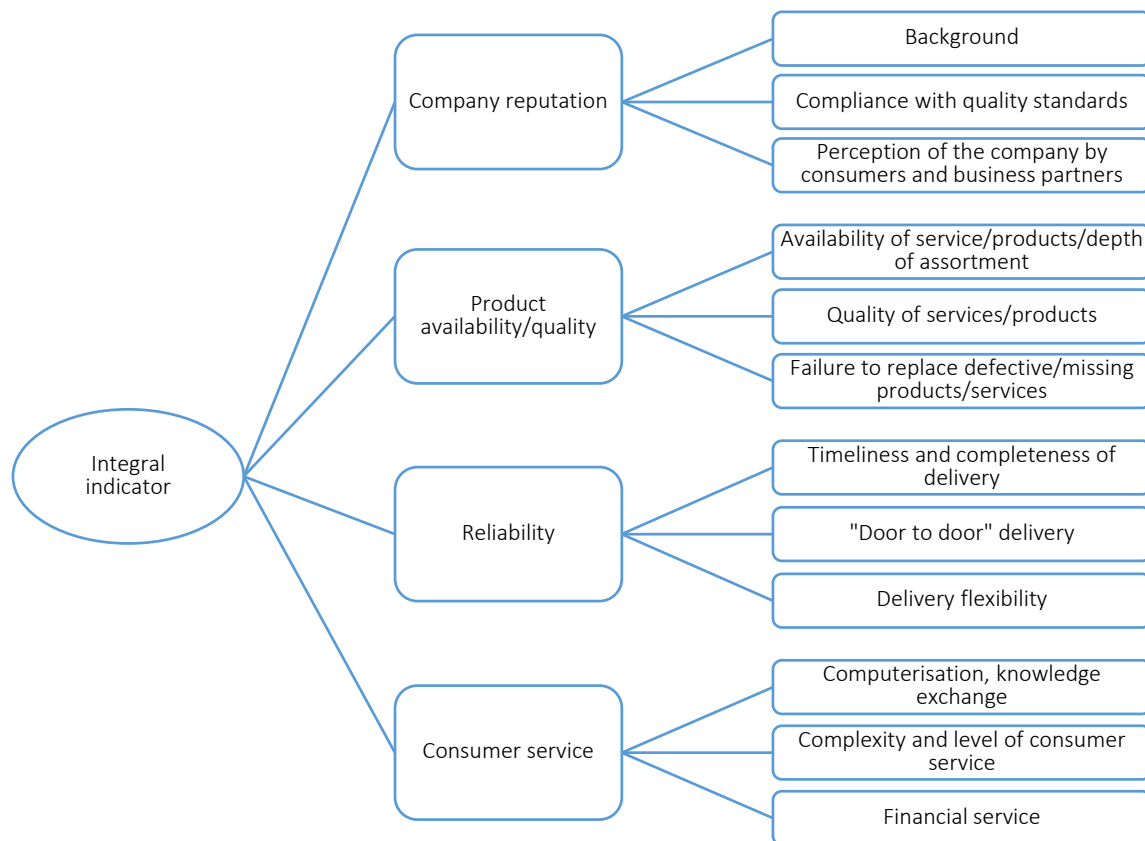 Integral
indicator
Company reputation
Background
Compliance with quality standards
Perception of the company by
consumers and business partners
Product
availability/quality
Availability of service/products/depth
of assortment
Quality of services/products
Failure to replace defective/missing
products/services
Reliability
Timeliness and completeness of
delivery
"Door to door" delivery
Delivery flexibility
Consumer service
Computerisation, knowledge
exchange
Complexity and level of consumer
service
Financial service